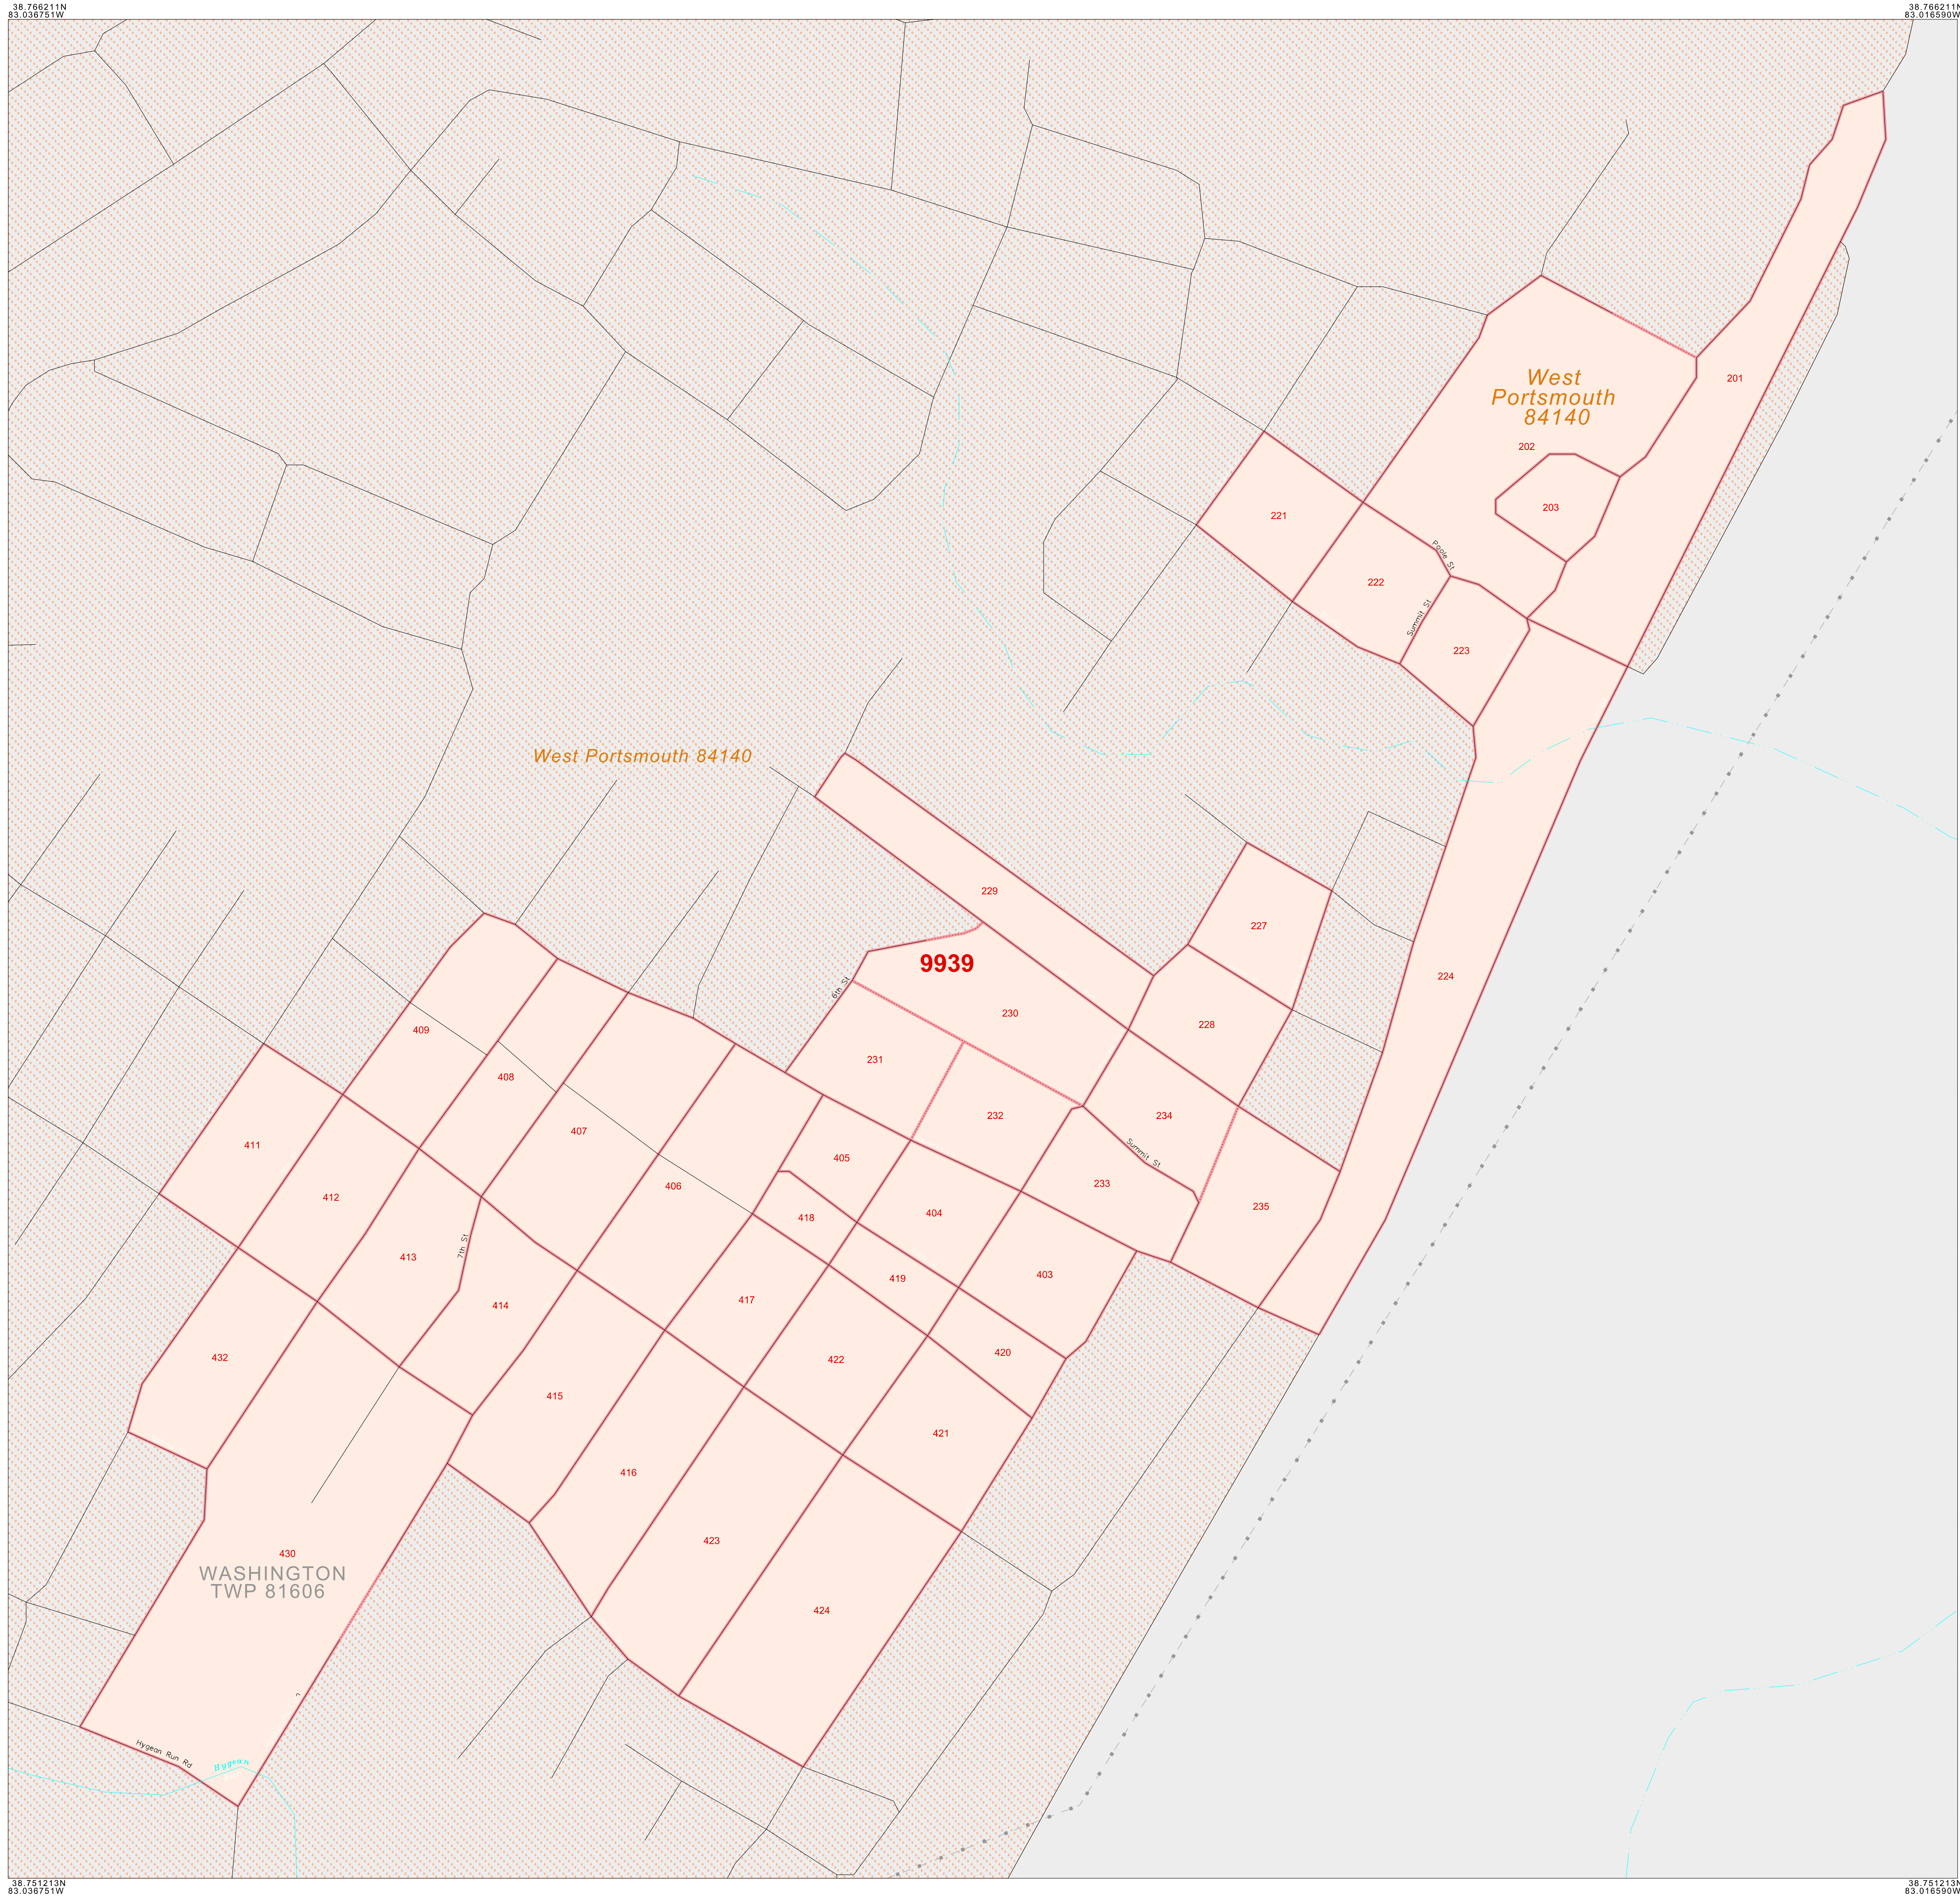 38.766211N
83.036751W
38.766211N
83.016590W
West
Portsmouth
84140
201
202
203
221
Poole St
222
Summit St
223
West Portsmouth 84140
229
227
9939
224
6th St
230
228
409
231
408
232
234
407
411
Summit St
405
406
233
412
418
404
235
7th St
413
419
403
417
414
420
432
422
415
421
416
423
430
WASHINGTON
TWP 81606
424
Hygean Run Rd
Hygean
38.751213N
83.036751W
38.751213N
83.016590W